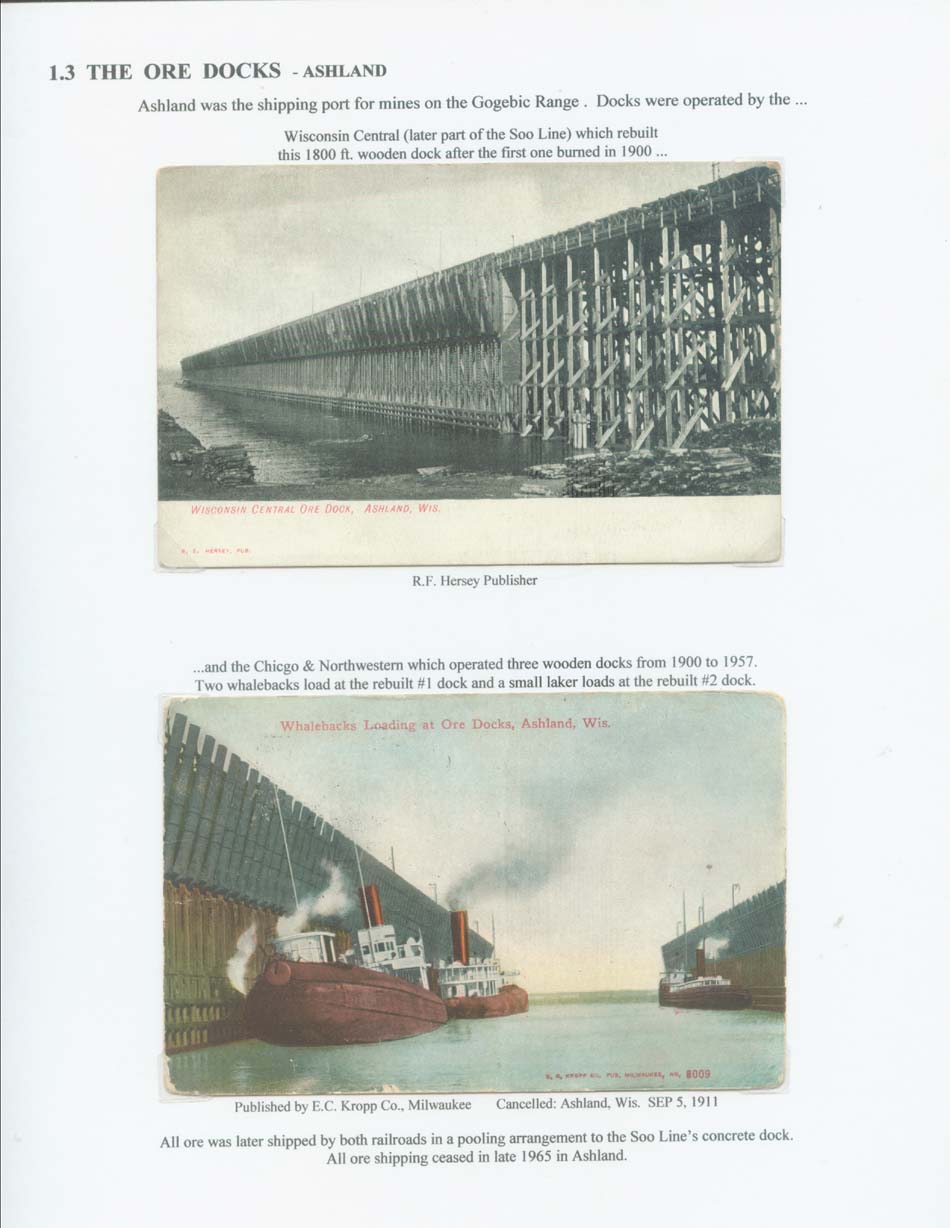 1.3 THE ORE DOCKS - ASHLAND
Ashland was the shipping port for mines on the Gogebic Range . Docks were operated by the ...
Wisconsin Central (later part of the Soo Line) which rebuilt
this 1800 ft. wooden dock after the first one burned in 1900 ...
WISCONSIN CENTRAL ORE DOCK, ASHLAND, WIS.
HERSEY, PUB.
R.F. Hersey Publisher
...and the Chicgo & Northwestern which operated three wooden docks from 1900 to 1957.
Two whalebacks load at the rebuilt #1 dock and a small laker loads at the rebuilt #2 dock.
Whalebacks Loading at Ore Docks, Ashland, Wis.
KROPP CO., PUB. MILWAUKEE, NO. 8009
Published by E.C. Kropp Co., Milwaukee Cancelled: Ashland, Wis. SEP 5, 1911
All ore was later shipped by both railroads in a pooling arrangement to the Soo Line's concrete dock.
All ore shipping ceased in late 1965 in Ashland.